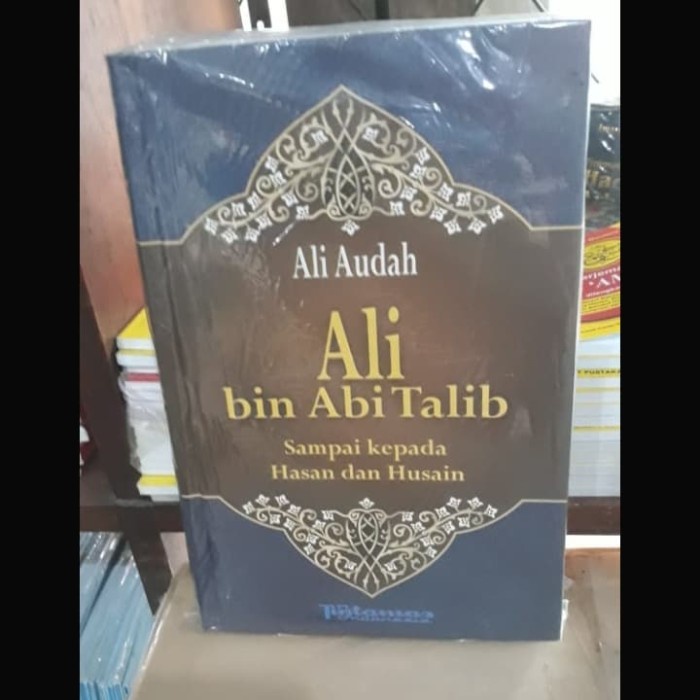 Ali Audah
Ali
bin Abi Talib
Sampai kepada
Hasan dan Husain